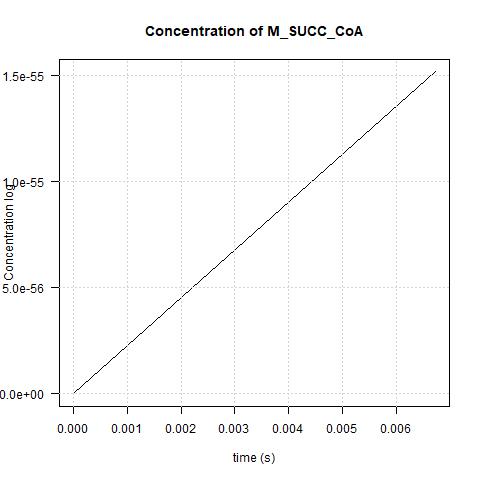 Concentration of M_SUCC_CoA
1.5e-55
1.0e-55
5.0e-56
0.0e+00
Concentration log
0.000 0.001 0.002 0.003 0.004 0.005 0.006
time (s)